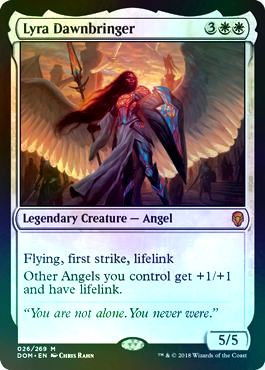 Lyra Dawnbringer 3
Legendary Creature — Angel
Flying, first strike, lifelink
Other Angels you control get +1/+1
and have lifelink.
“You are not alone. You never were.”
5/5
026/269 M
DOM • EN Chris Rahn
™ & © 2018 Wizards of the Coast